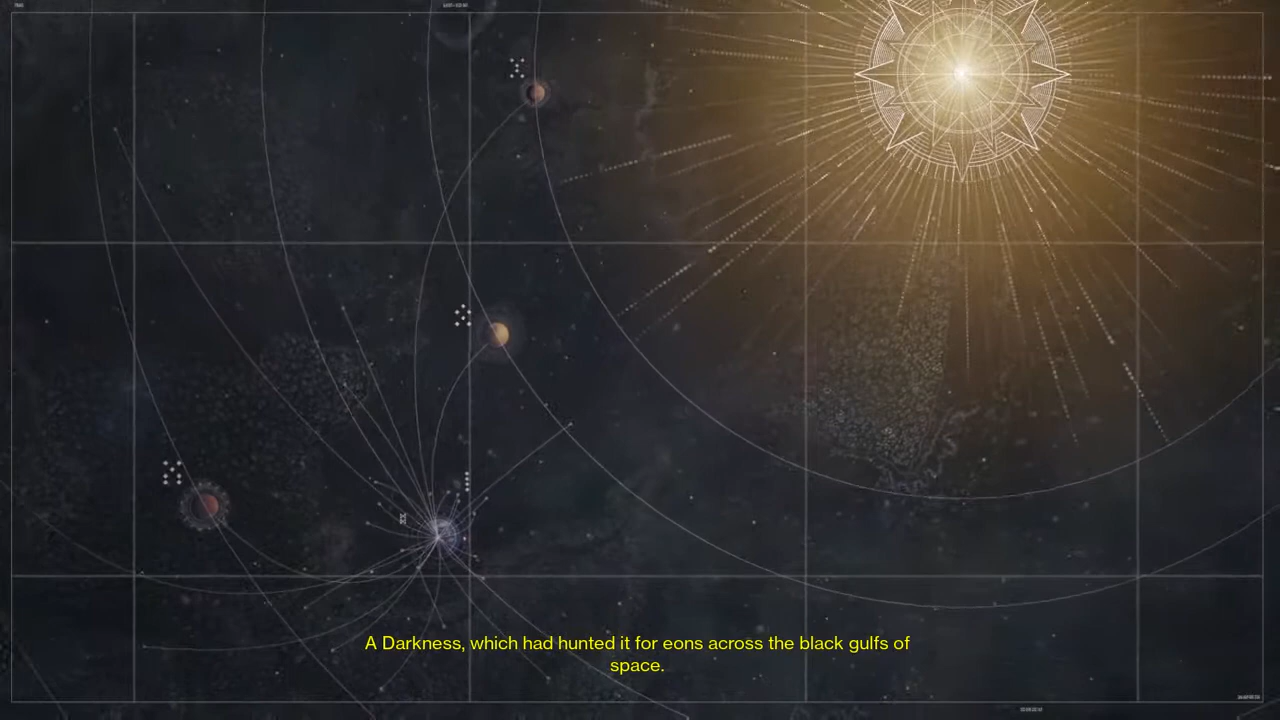 A Darkness, which had hunted it for eons across the black gulfs of
space.